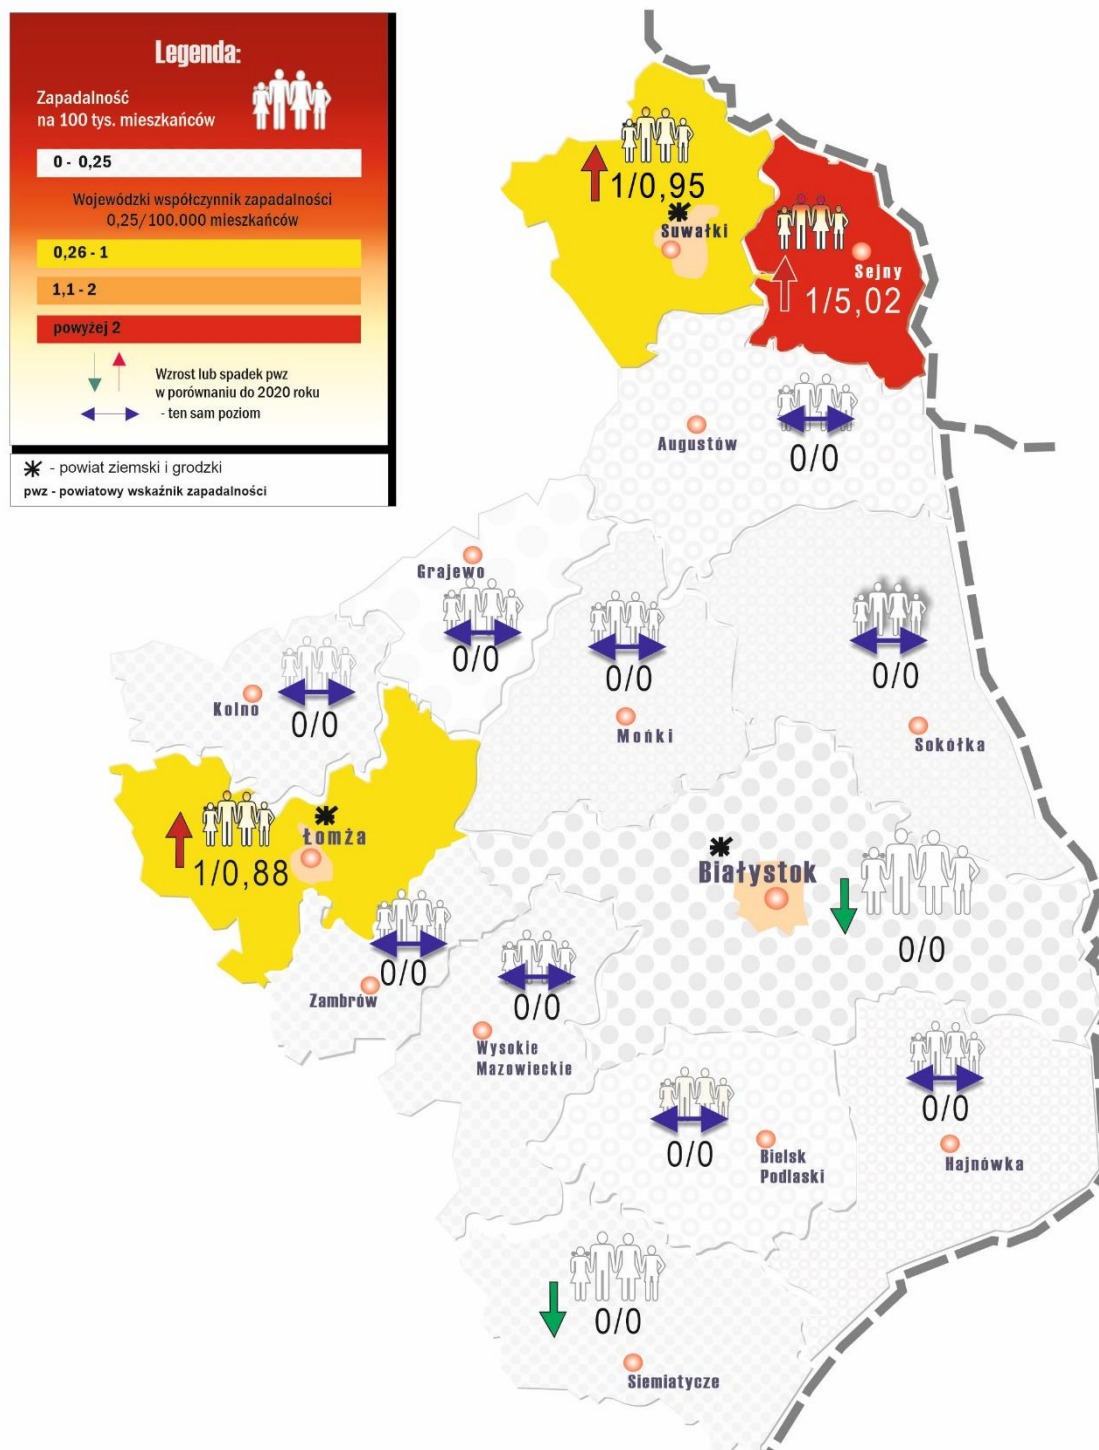 Legenda:
Zapadalność
na 100 tys. mieszkańców
0 - 0,25
Wojewódzki współczynnik zapadalności
0,25/100.000 mieszkańców
0,26 - 1
1,1 - 2
powyżej 2
Wzrost lub spadek pwz
w porównaniu do 2020 roku
- ten sam poziom
- powiat ziemski i grodzki
pwz - powiatowy wskaźnik zapadalności
1/0,95
Suwałki
Sejny
1/5,02
Augustów
0/0
Grajewo
0/0
0/0
0/0
Kolno
0/0
Mońki
Sokółka
Łomża
1/0,88
Białystok
0/0
0/0
Zambrów
0/0
Wysokie
Mazowieckie
0/0
0/0
Bielsk
Podlaski
Hajnówka
0/0
Siemiatycze